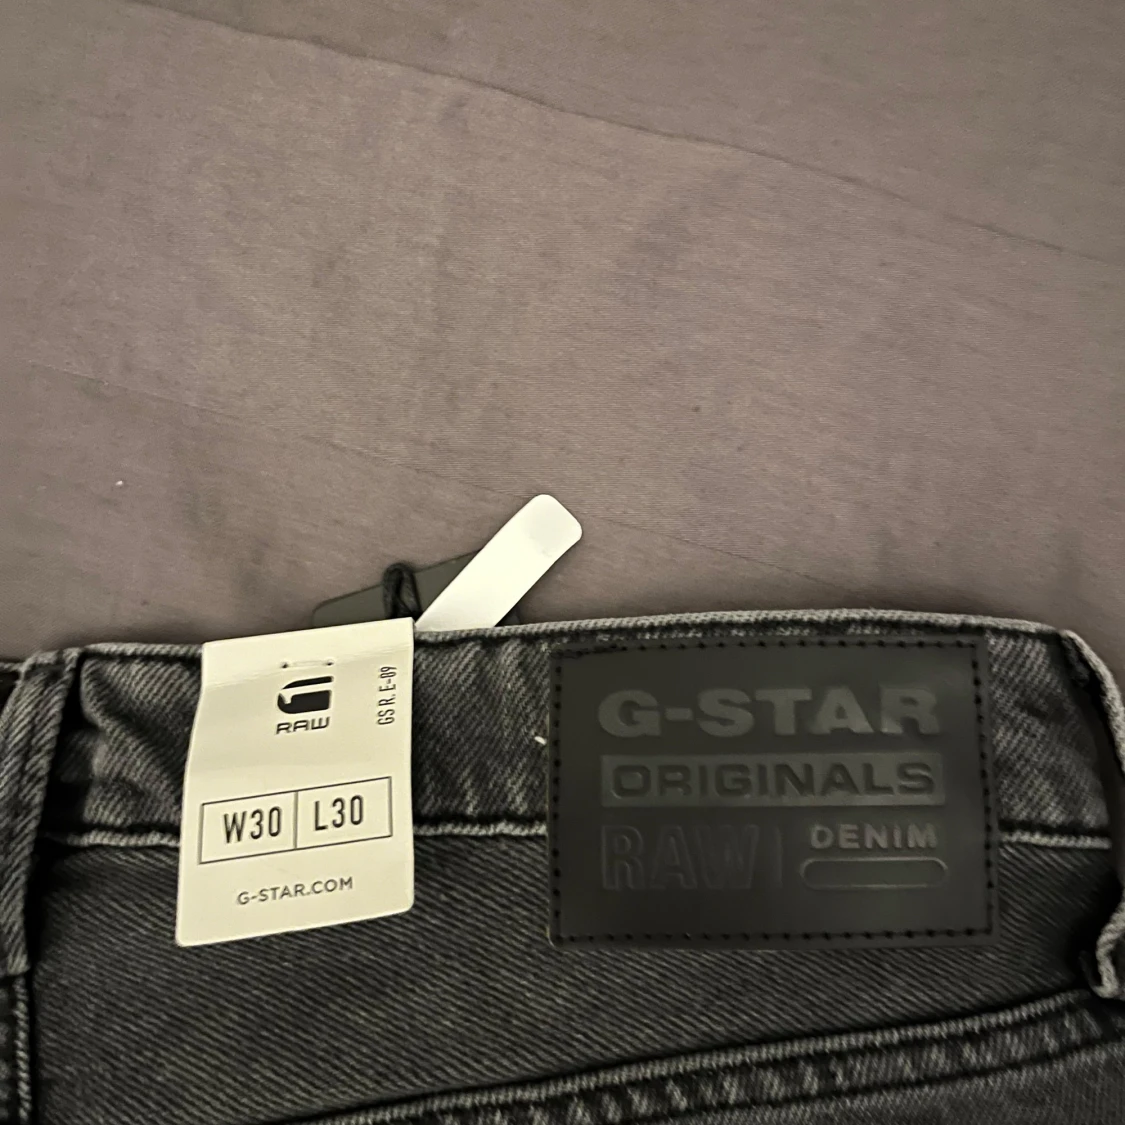 RAW
GS R. E-09
W30 L30
G-STAR.COM
G-STAR
ORIGINALS
RAW DENIM